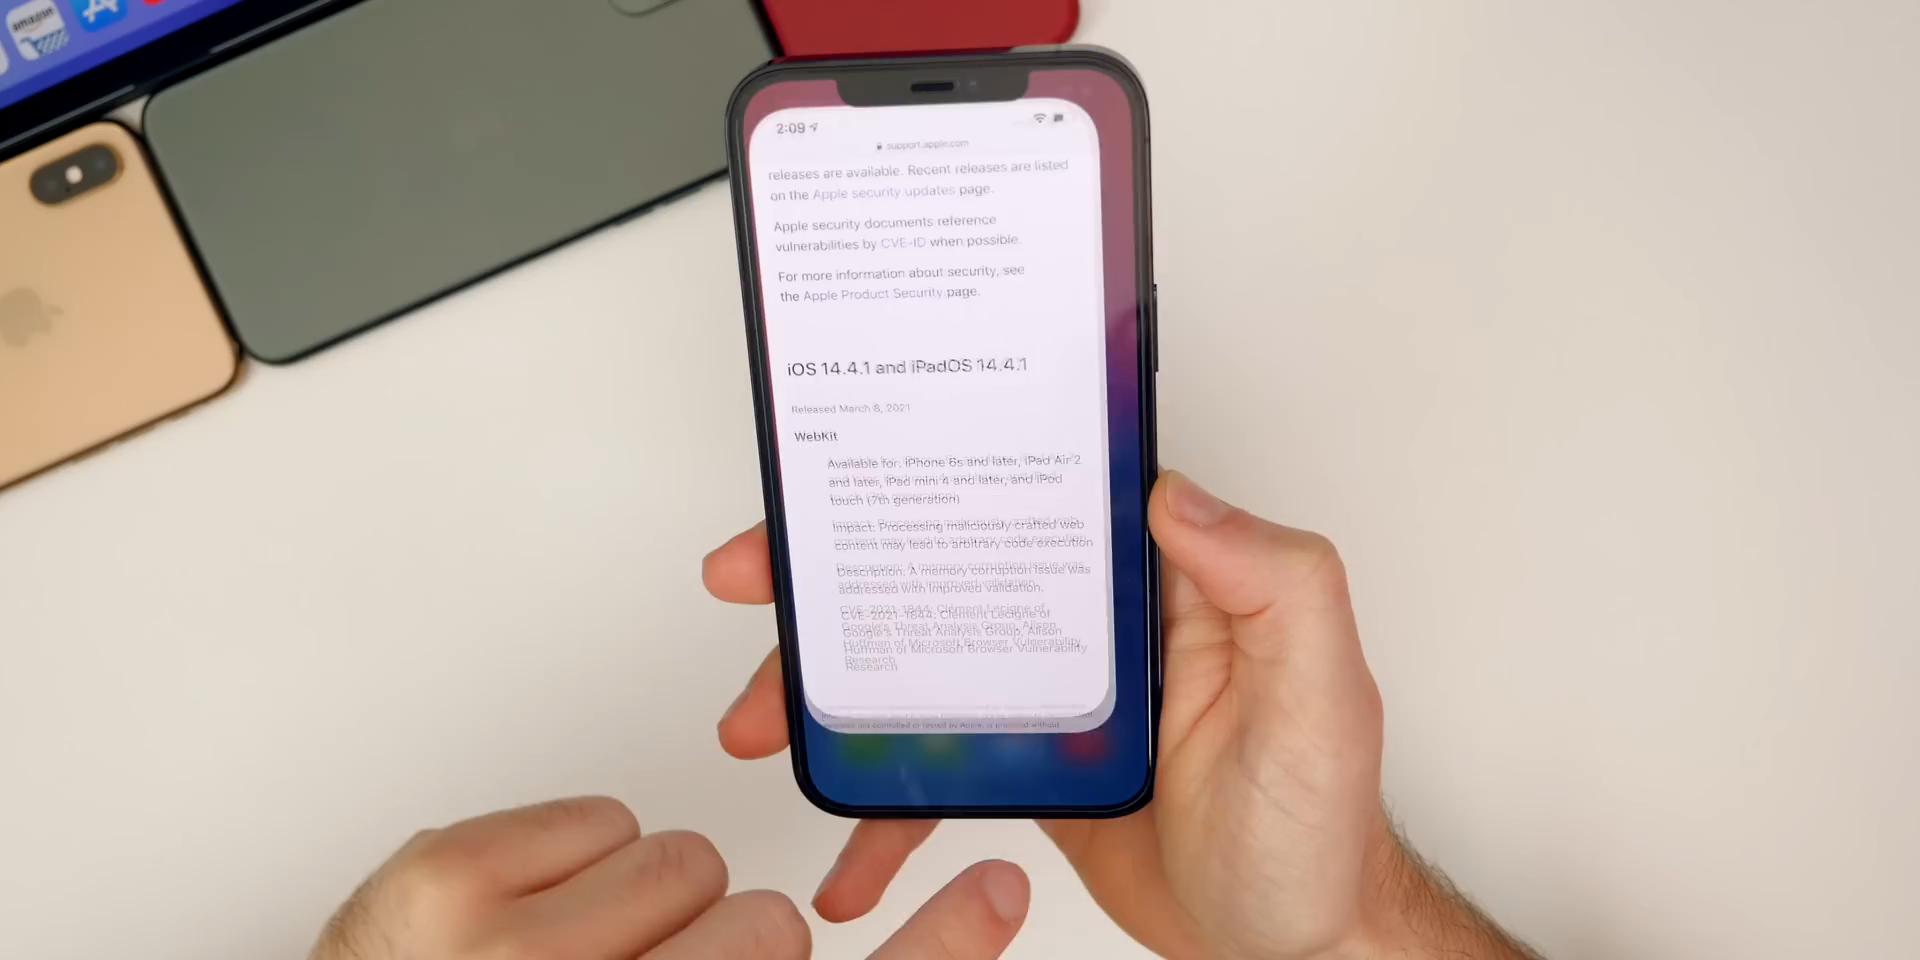 amazon
2:09
support.apple.com
releases are available. Recent releases are listed
on the Apple security updates page.
Apple security documents reference
vulnerabilities by CVE-ID when possible.
For more information about security, see
the Apple Product Security page.
iOS 14.4.1 and iPadOS 14.4.1
Released March 8, 2021
WebKit
Available for: iPhone 6s and later, iPad Air 2
and later, iPad mini 4 and later, and iPod
touch (7th generation)
Impact: Processing maliciously crafted web
content may lead to arbitrary code execution
Description: A memory corruption issue was
addressed with improved validation.
CVE-2021-1844: Clément Lecigne of
Google's Threat Analysis Group, Alison
Huffman of Microsoft Browser Vulnerability
Research